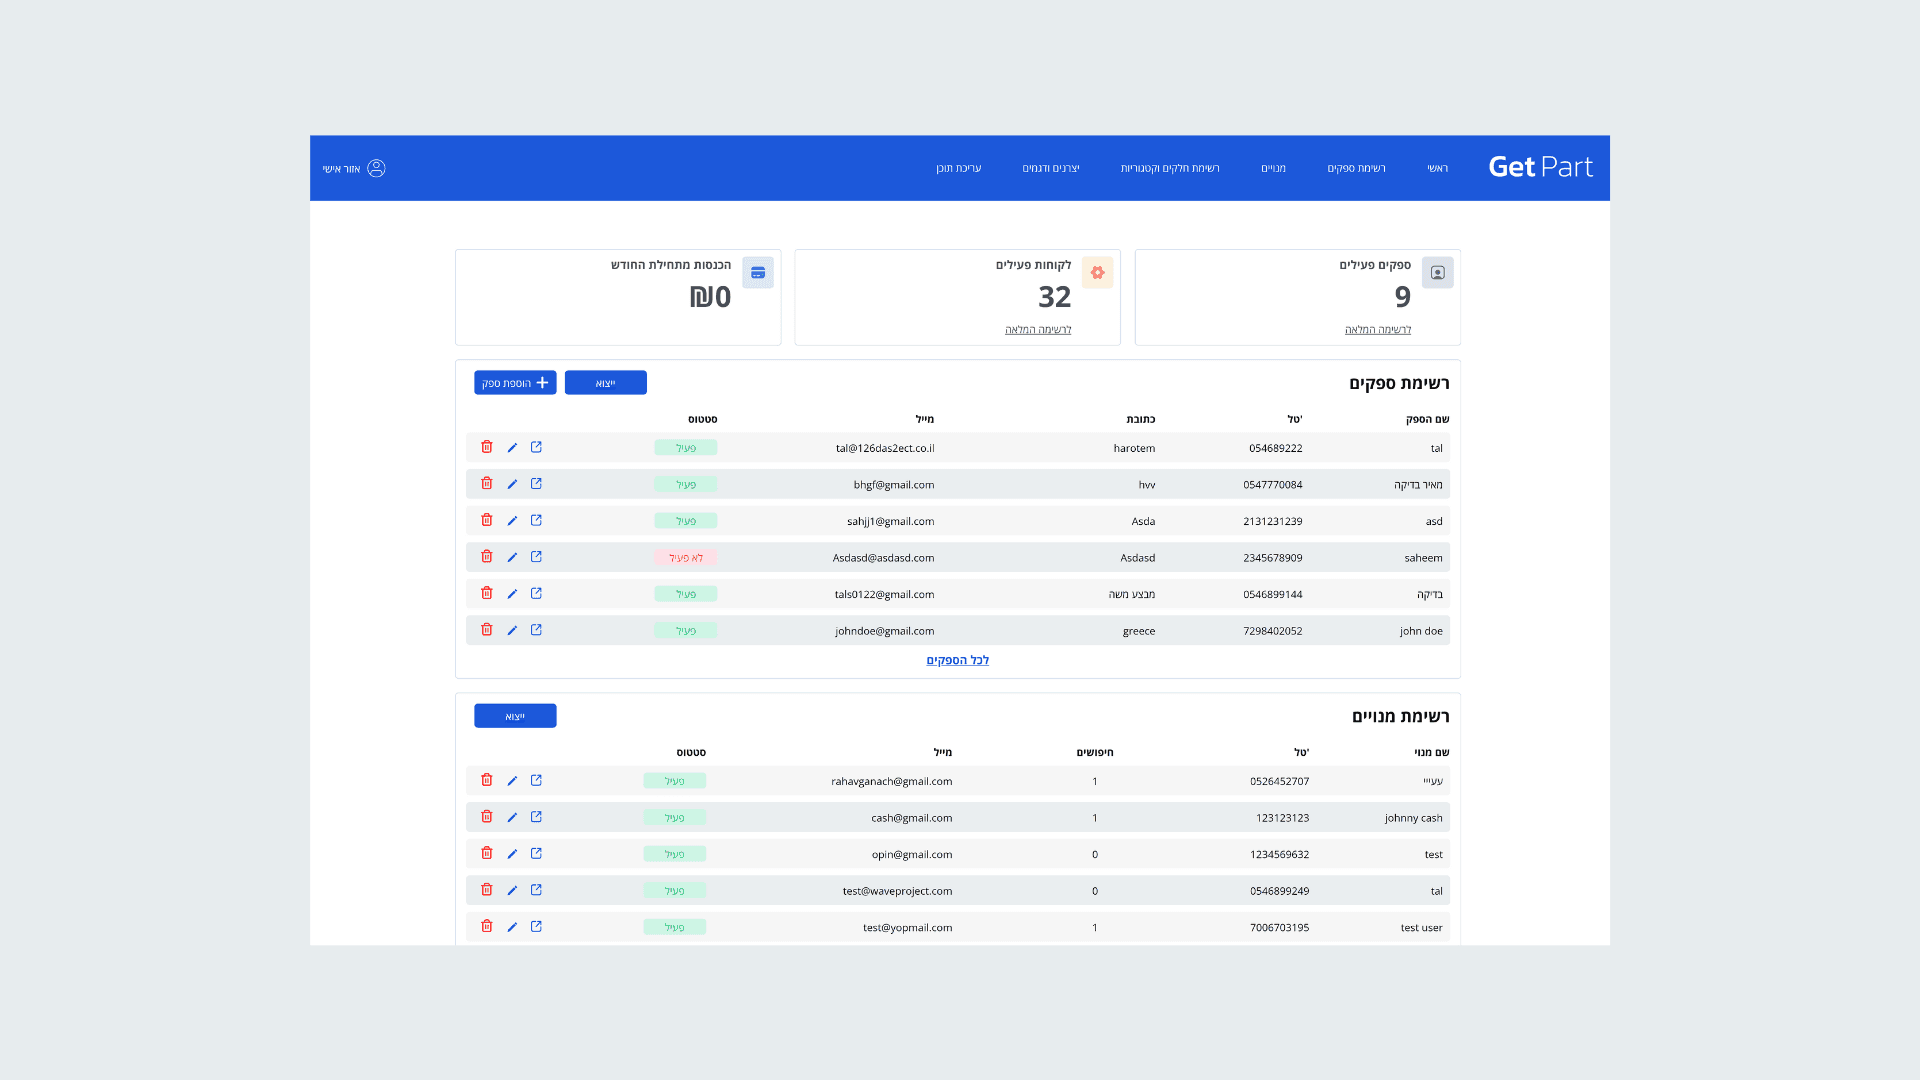 Get Part
ראשי
רשימת ספקים
מנויים
רשימת חלקים וקטגוריות
יצרנים ודגמים
עריכת תוכן
אזור אישי
ספקים פעילים
9
לרשימה המלאה
לקוחות פעילים
32
לרשימה המלאה
הכנסות מתחילת החודש
₪0
רשימת ספקים
ייצוא
הוספת ספק
שם הספק טל' כתובת מייל סטטוס
tal 054689222 harotem tal@126das2ect.co.il פעיל
מאיר בדיקה 0547770084 hvv bhgf@gmail.com פעיל
asd 2131231239 Asda sahjj1@gmail.com פעיל
saheem 2345678909 Asdasd Asdasd@asdasd.com לא פעיל
בדיקה 0546899144 מבצע משה tals0122@gmail.com פעיל
john doe 7298402052 greece johndoe@gmail.com פעיל
לכל הספקים
רשימת מנויים
ייצוא
שם מנוי טל' חיפושים מייל סטטוס
עעייי 0526452707 1 rahavganach@gmail.com פעיל
johnny cash 123123123 1 cash@gmail.com פעיל
test 1234569632 0 opin@gmail.com פעיל
tal 0546899249 0 test@waveproject.com פעיל
test user 7006703195 1 test@yopmail.com פעיל